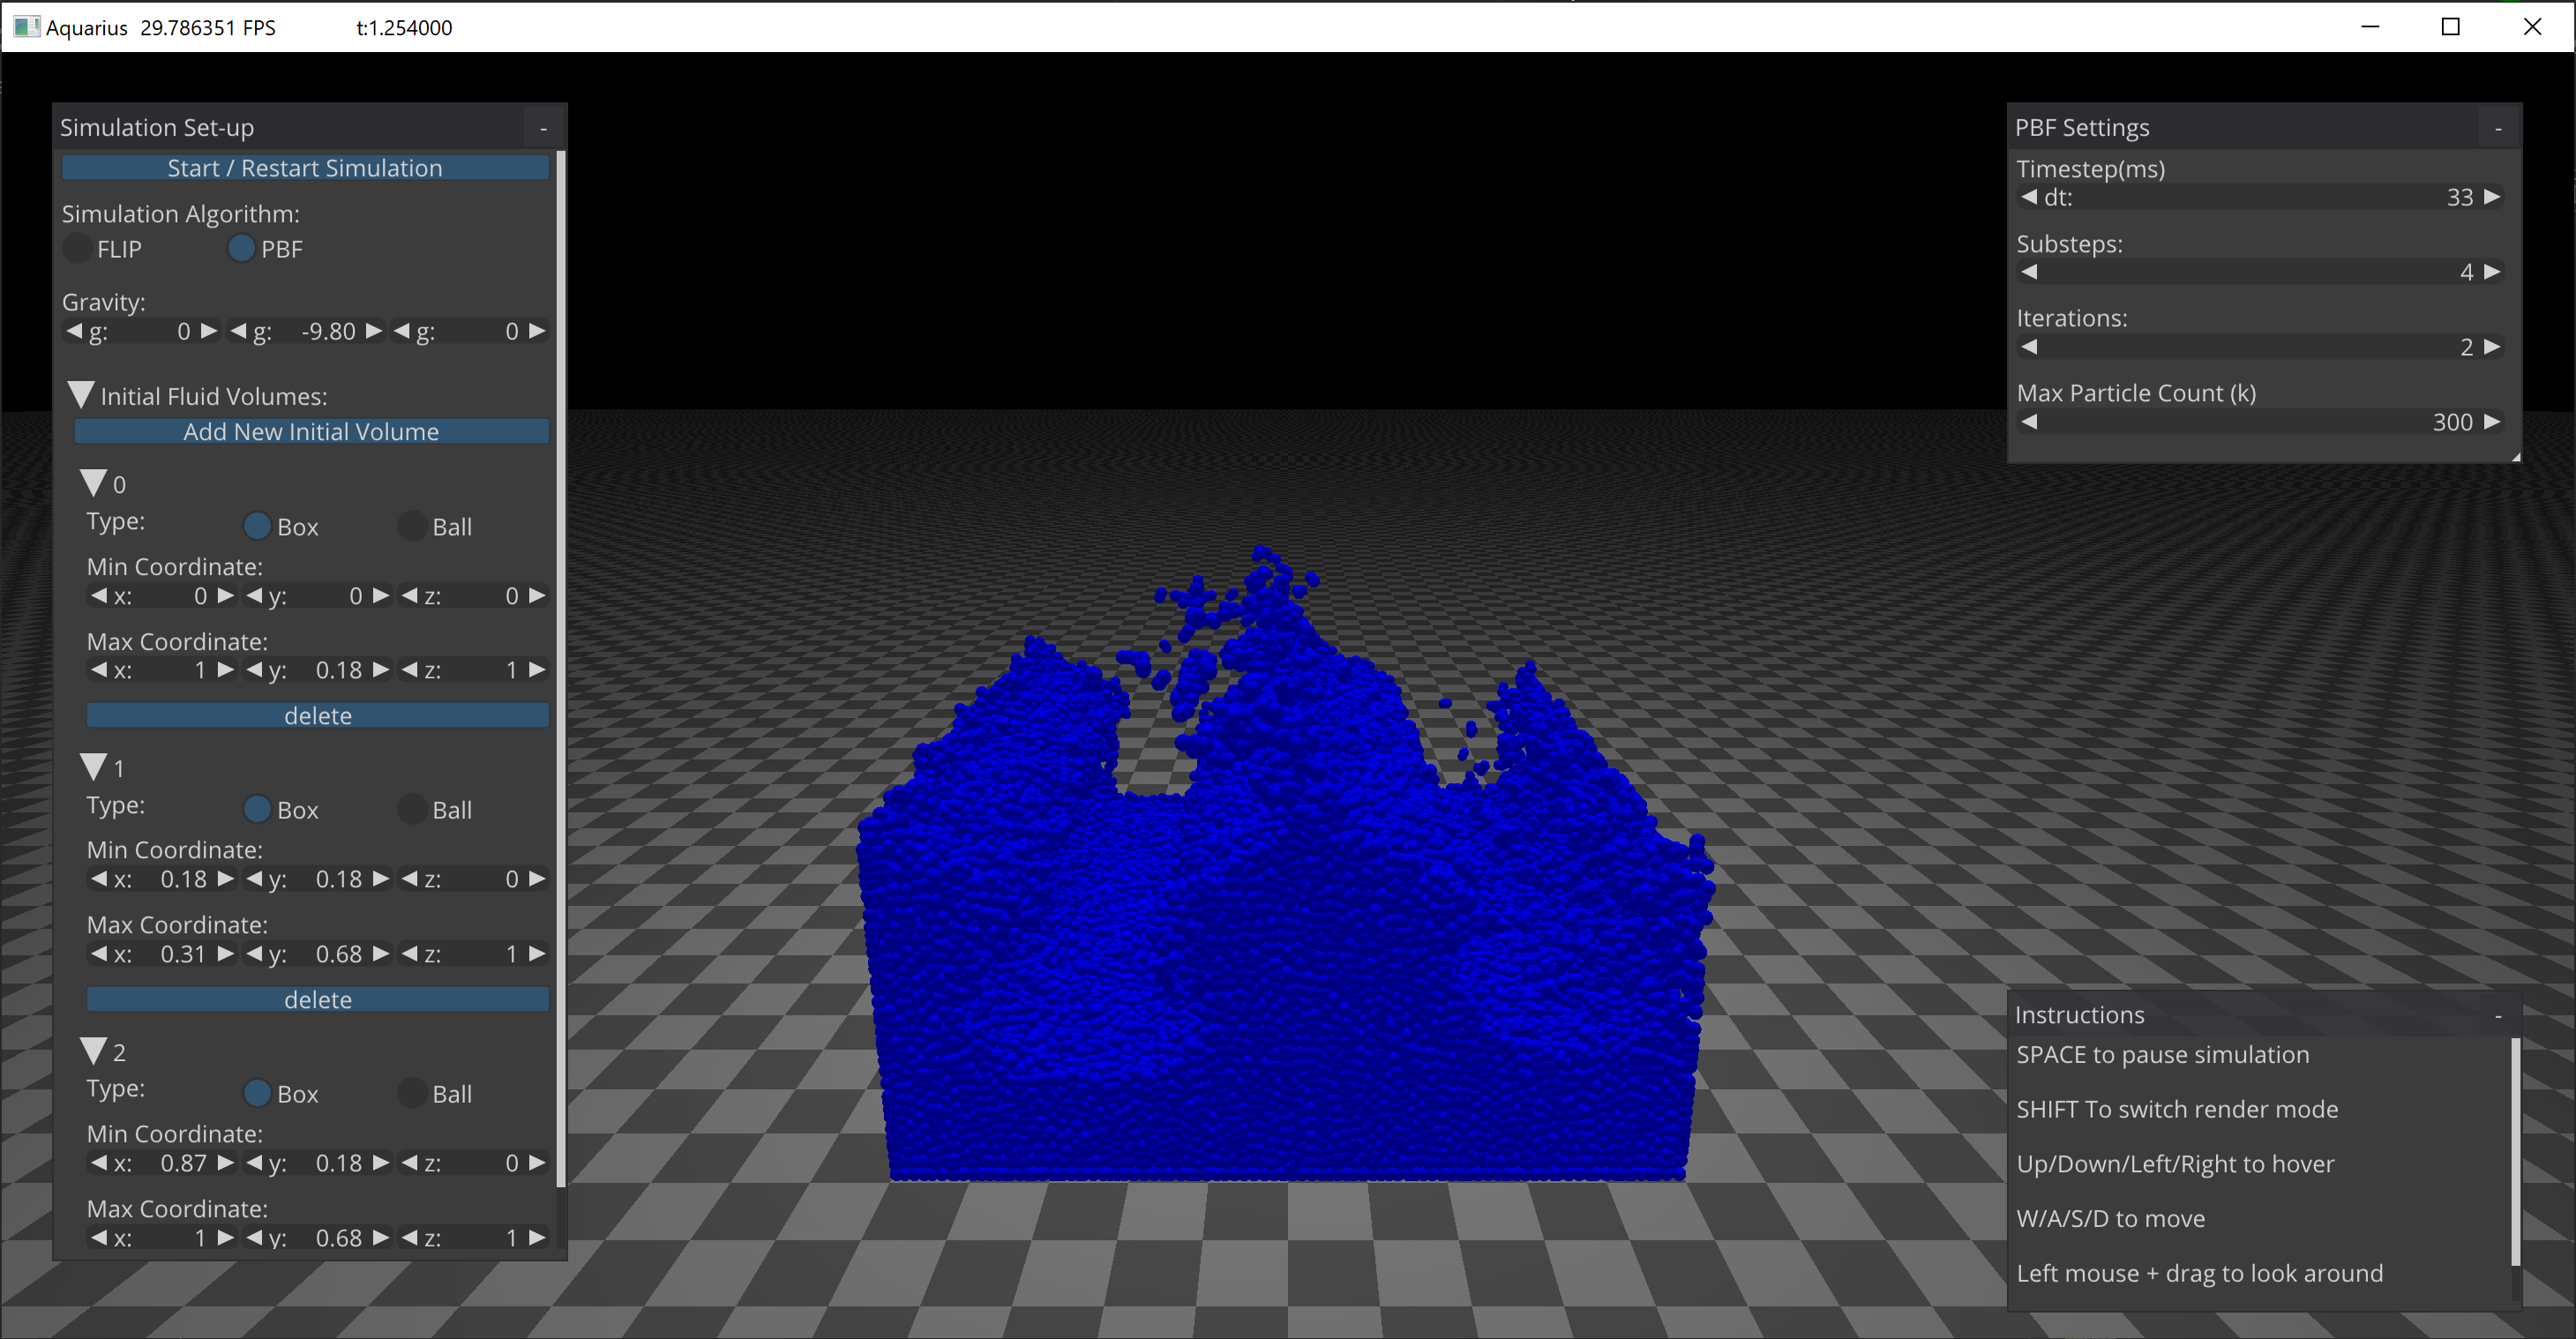 Aquarius 29.786351 FPS t:1.254000
Simulation Set-up -
Start / Restart Simulation
Simulation Algorithm:
FLIP PBF
Gravity:
g: 0 g: -9.80 g: 0
Initial Fluid Volumes:
Add New Initial Volume
0
Type: Box Ball
Min Coordinate:
x: 0 y: 0 z: 0
Max Coordinate:
x: 1 y: 0.18 z: 1
delete
1
Type: Box Ball
Min Coordinate:
x: 0.18 y: 0.18 z: 0
Max Coordinate:
x: 0.31 y: 0.68 z: 1
delete
2
Type: Box Ball
Min Coordinate:
x: 0.87 y: 0.18 z: 0
Max Coordinate:
x: 1 y: 0.68 z: 1
PBF Settings -
Timestep(ms)
dt: 33
Substeps:
4
Iterations:
2
Max Particle Count (k)
300
Instructions -
SPACE to pause simulation
SHIFT To switch render mode
Up/Down/Left/Right to hover
W/A/S/D to move
Left mouse + drag to look around